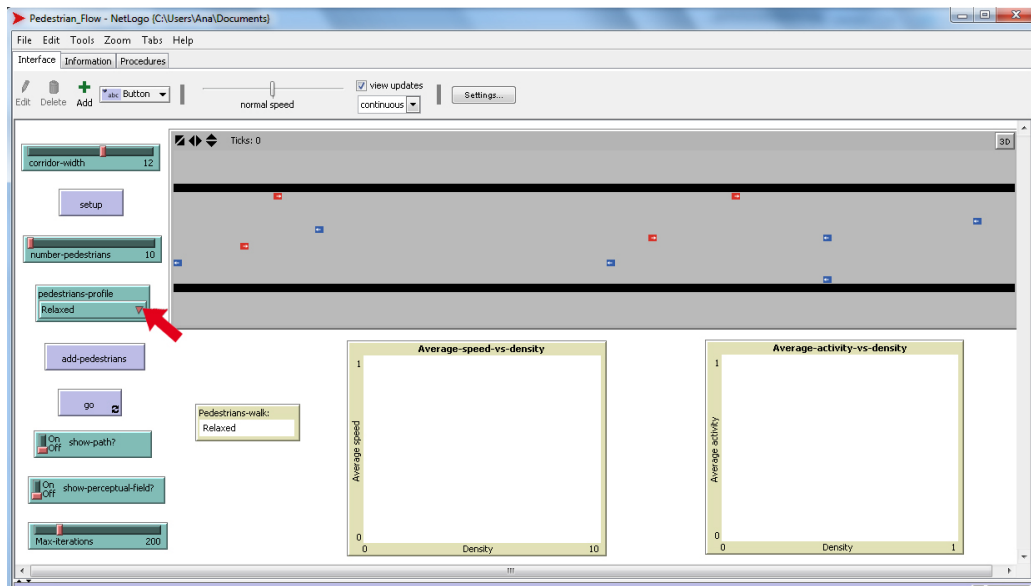 Pedestrian_Flow - NetLogo {C:\Users\Ana\Documents}
File Edit Tools Zoom Tabs Help
Interface Information Procedures
Edit Delete Add abc Button normal speed view updates continuous Settings...
Ticks: 0 3D
corridor-width 12
setup
number-pedestrians 10
pedestrians-profile
Relaxed
add-pedestrians
go
On
Off show-path?
On
Off show-perceptual-field?
Max-iterations 200
Pedestrians-walk:
Relaxed
Average-speed-vs-density
1
Average speed
0
0 Density 10
Average-activity-vs-density
1
Average activity
0
0 Density 1